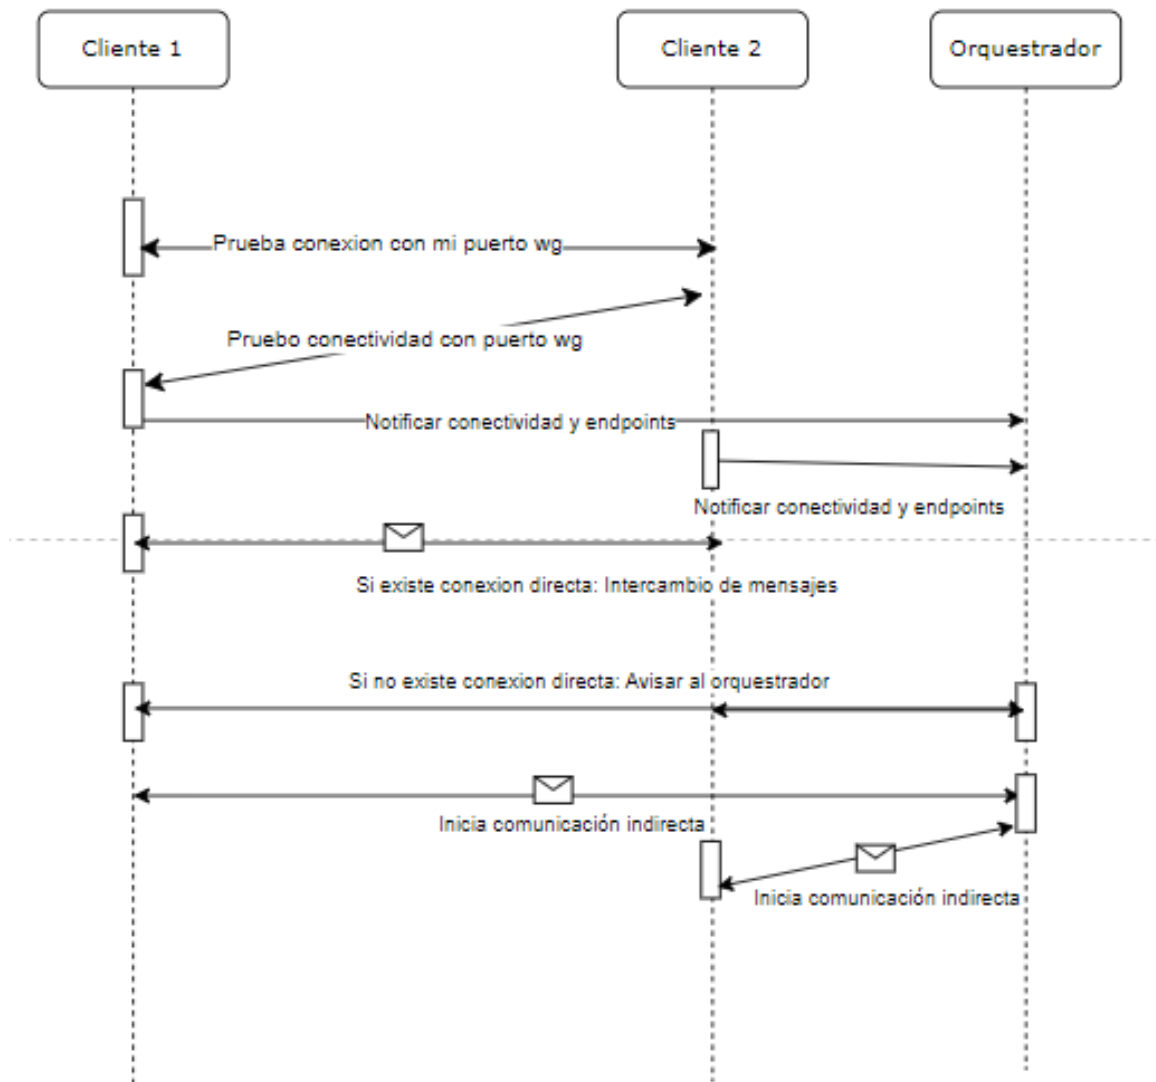 Cliente 1
Cliente 2
Orquestrador
Prueba conexion con mi puerto wg
Pruebo conectividad con puerto wg
Notificar conectividad y endpoints
Notificar conectividad y endpoints
Si existe conexion directa: Intercambio de mensajes
Si no existe conexion directa: Avisar al orquestrador
Inicia comunicación indirecta
Inicia comunicación indirecta